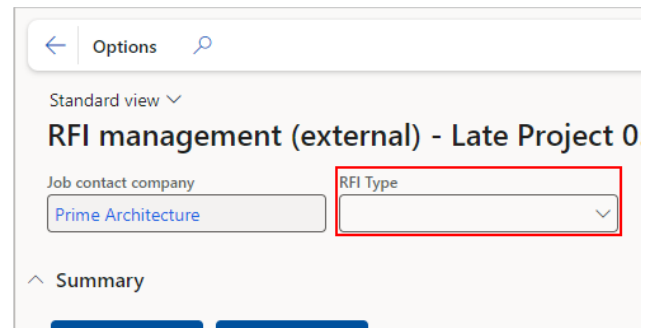 Options
Standard view
RFI management (external) - Late Project 0
Job contact company
RFI Type
Prime Architecture
Summary